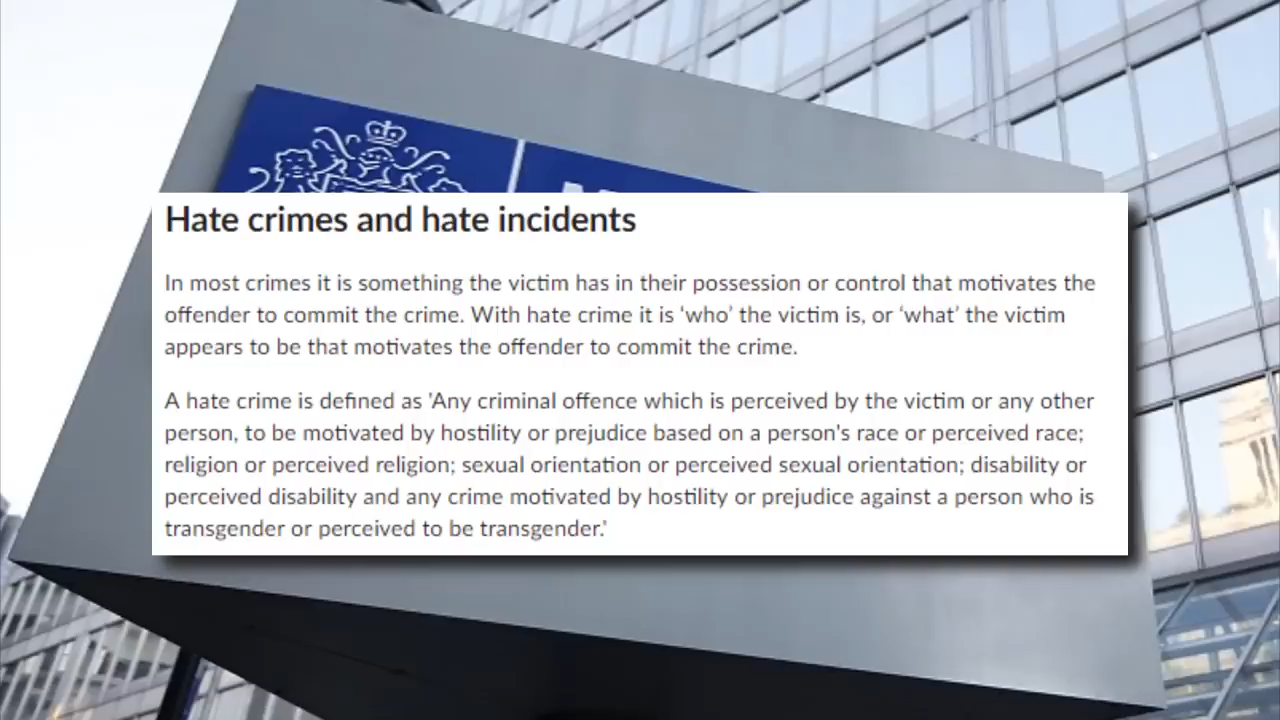 Hate crimes and hate incidents
In most crimes it is something the victim has in their possession or control that motivates the
offender to commit the crime. With hate crime it is ‘who’ the victim is, or ‘what’ the victim
appears to be that motivates the offender to commit the crime.
A hate crime is defined as 'Any criminal offence which is perceived by the victim or any other
person, to be motivated by hostility or prejudice based on a person's race or perceived race;
religion or perceived religion; sexual orientation or perceived sexual orientation; disability or
perceived disability and any crime motivated by hostility or prejudice against a person who is
transgender or perceived to be transgender.'